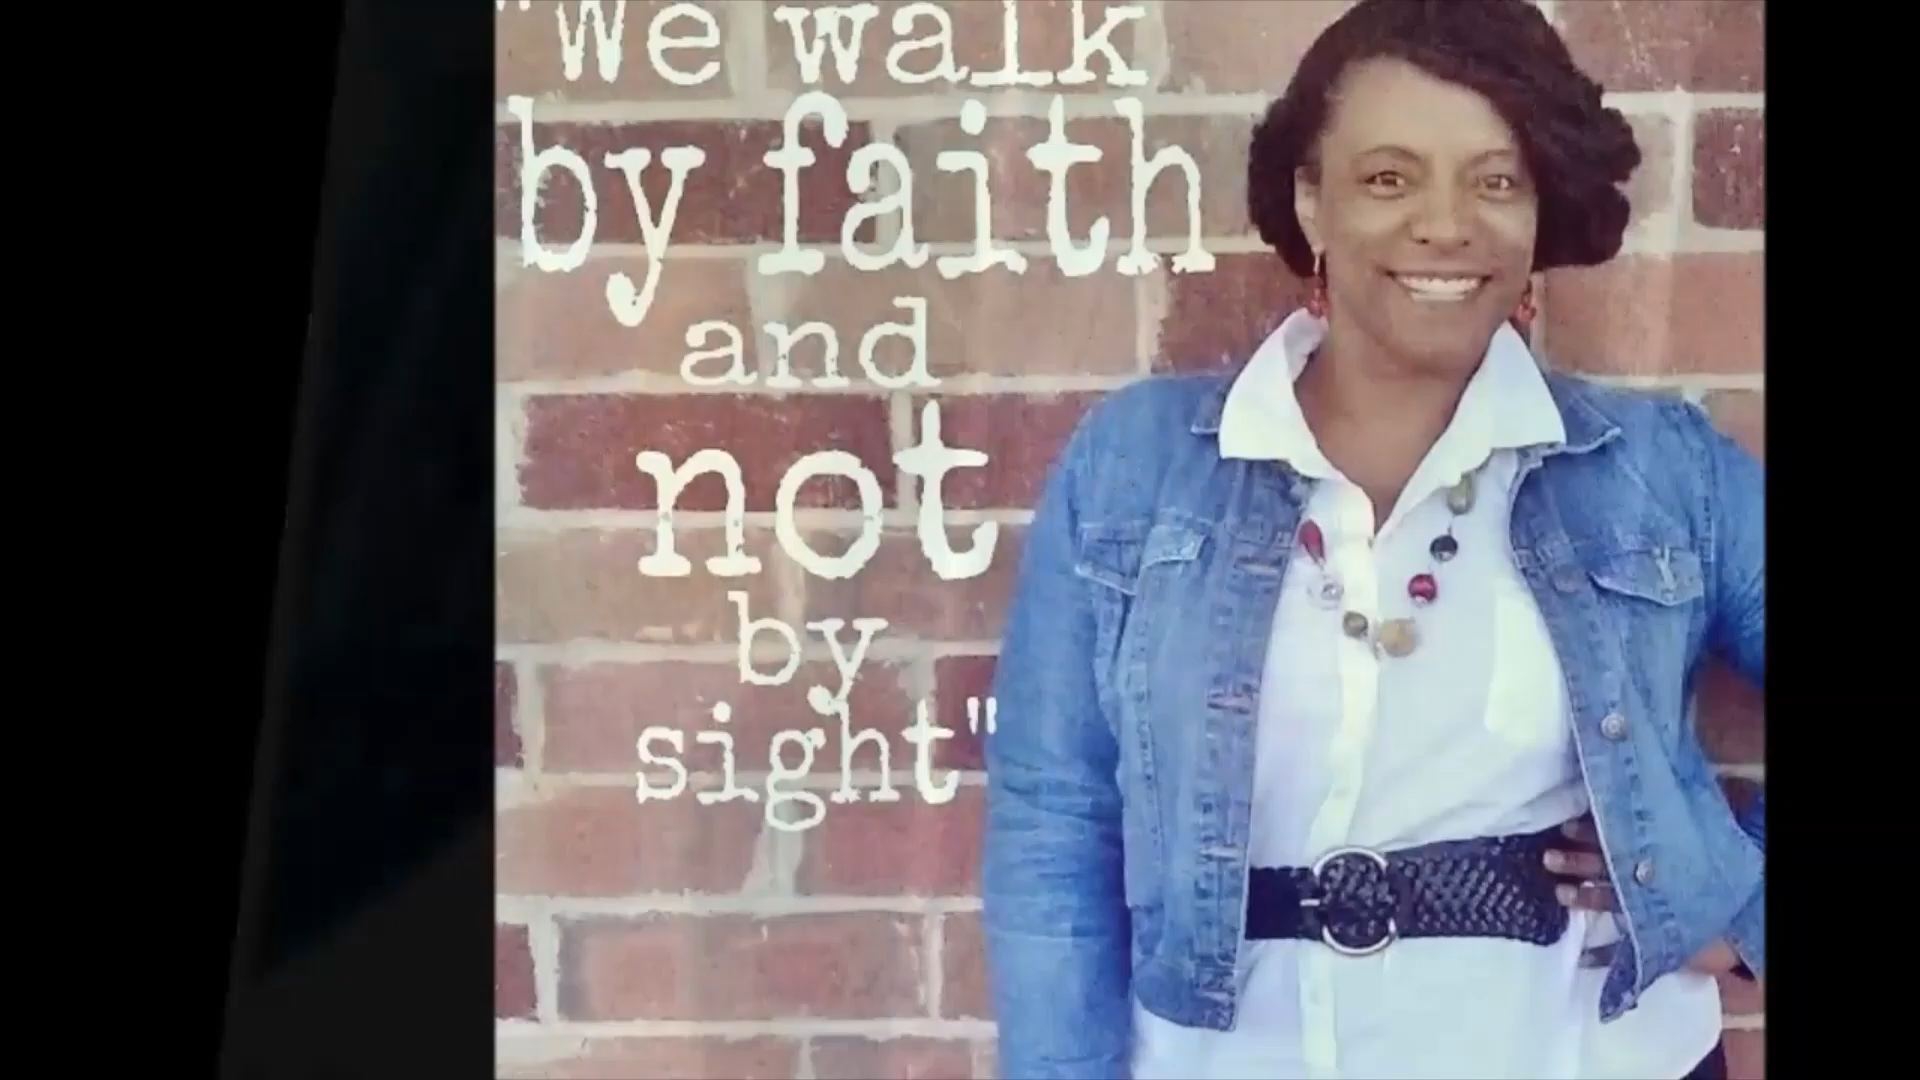 "We walk
by faith
and
not
by
sight"